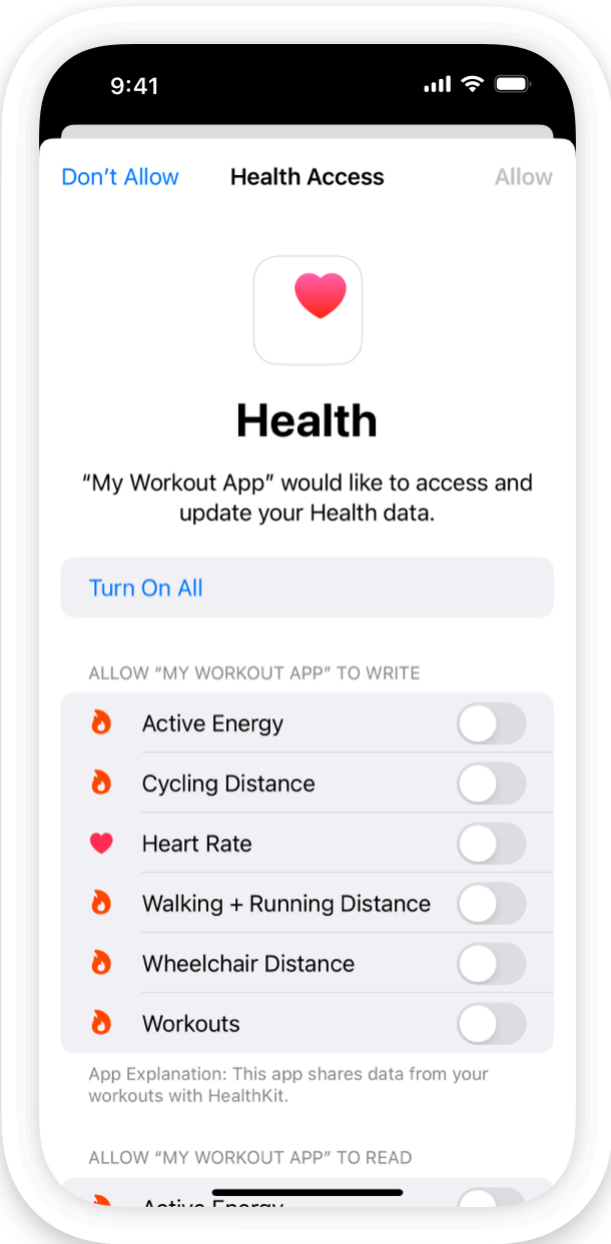 9:41
Don't Allow
Health Access
Allow
Health
“My Workout App” would like to access and
update your Health data.
Turn On All
ALLOW “MY WORKOUT APP” TO WRITE
Active Energy
Cycling Distance
Heart Rate
Walking + Running Distance
Wheelchair Distance
Workouts
App Explanation: This app shares data from your
workouts with HealthKit.
ALLOW “MY WORKOUT APP” TO READ
Active Energy